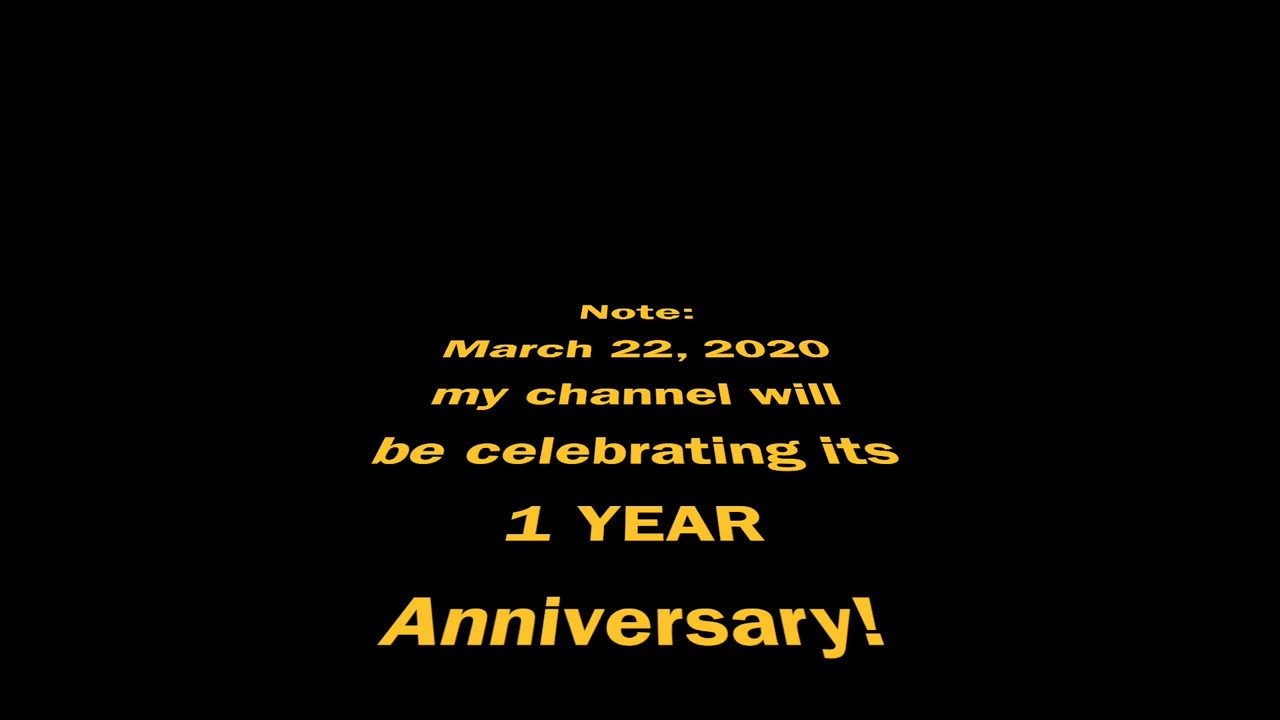 Note:
March 22, 2020
my channel will
be celebrating its
1 YEAR
Anniversary!